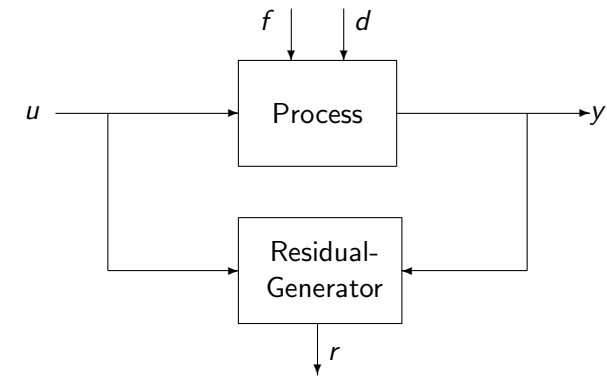 f d
u
Process
y
Residual-
Generator
r